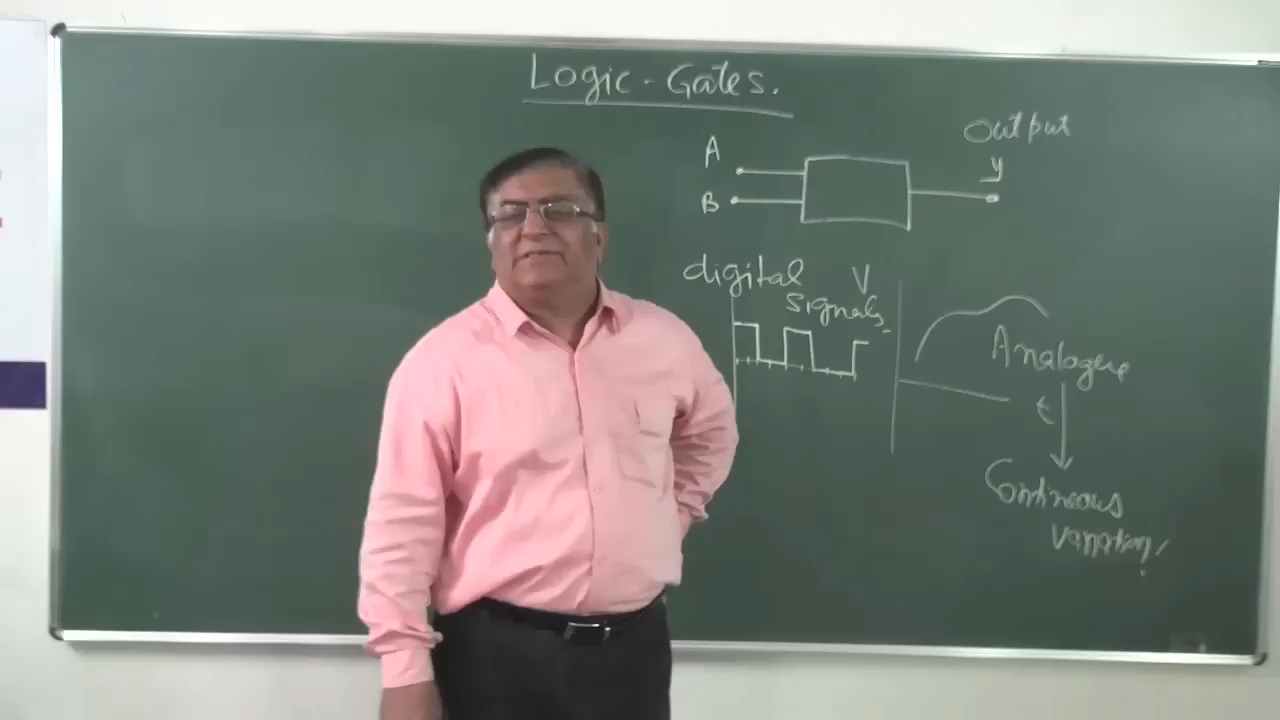 Logic - Gates.
Output
A
y
B
digital V
signals.
Analogue
t
Continuous
Variation!